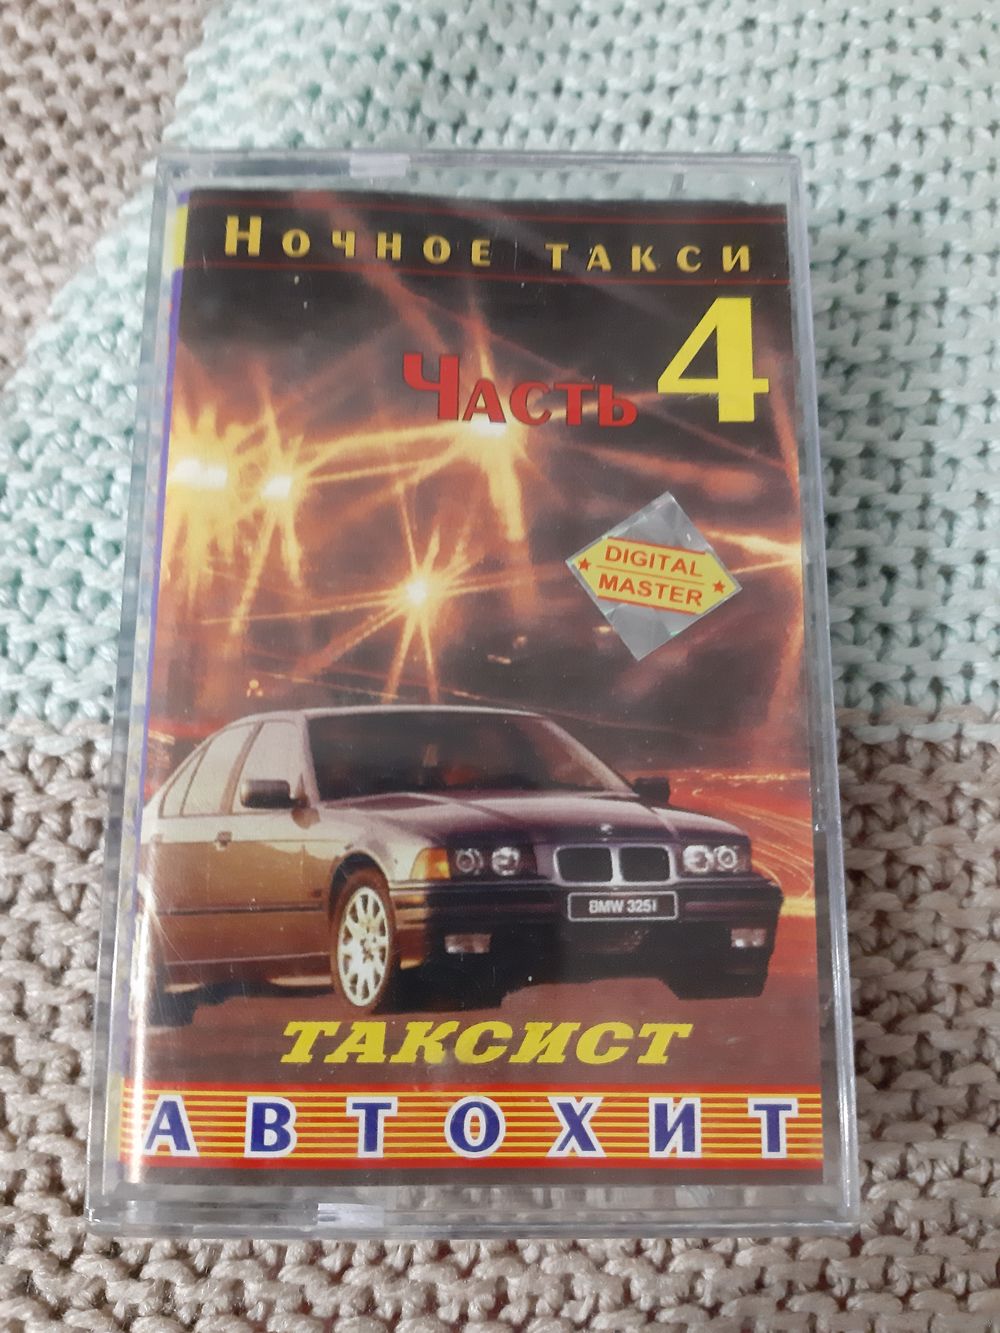 Ночное такси
Часть 4
DIGITAL
MASTER
BMW 325i
ТАКСИСТ
АВТОХИТ